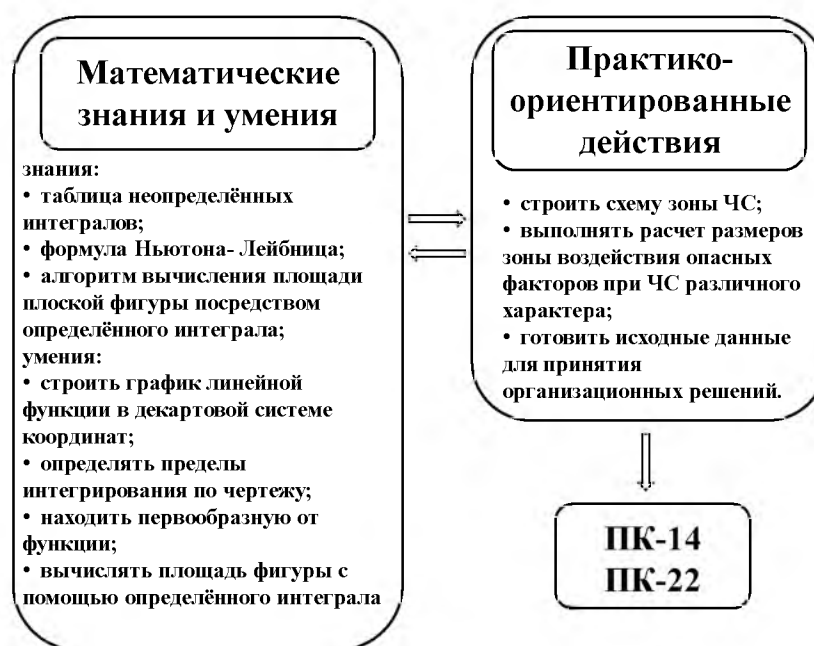 Математические
знания и умения
знания:
• таблица неопределённых
интегралов;
• формула Ньютона- Лейбница;
• алгоритм вычисления площади
плоской фигуры посредством
определённого интеграла;
умения:
• строить график линейной
функции в декартовой системе
координат;
• определять пределы
интегрирования по чертежу;
• находить первообразную от
функции;
• вычислять площадь фигуры с
помощью определённого интеграла
Практико-
ориентированные
действия
• строить схему зоны ЧС;
• выполнять расчет размеров
зоны воздействия опасных
факторов при ЧС различного
характера;
• готовить исходные данные
для принятия
организационных решений.
ПК-14
ПК-22